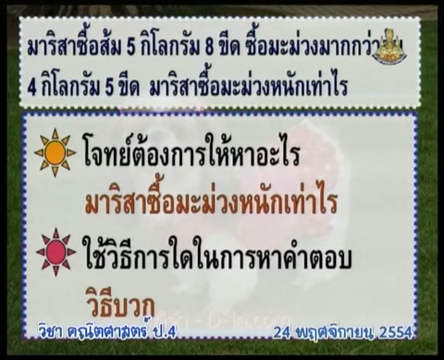 มาริสาซื้อส้ม 5 กิโลกรัม 8 ขีด ซื้อมะม่วงมากกว่า
4 กิโลกรัม 5 ขีด มาริสาซื้อมะม่วงหนักเท่าไร
โจทย์ต้องการให้หาอะไร
มาริสาซื้อมะม่วงหนักเท่าไร
ใช้วิธีการใดในการหาคำตอบ
วิธีบวก
วิชา คณิตศาสตร์ ป.4 24 พฤศจิกายน 2554